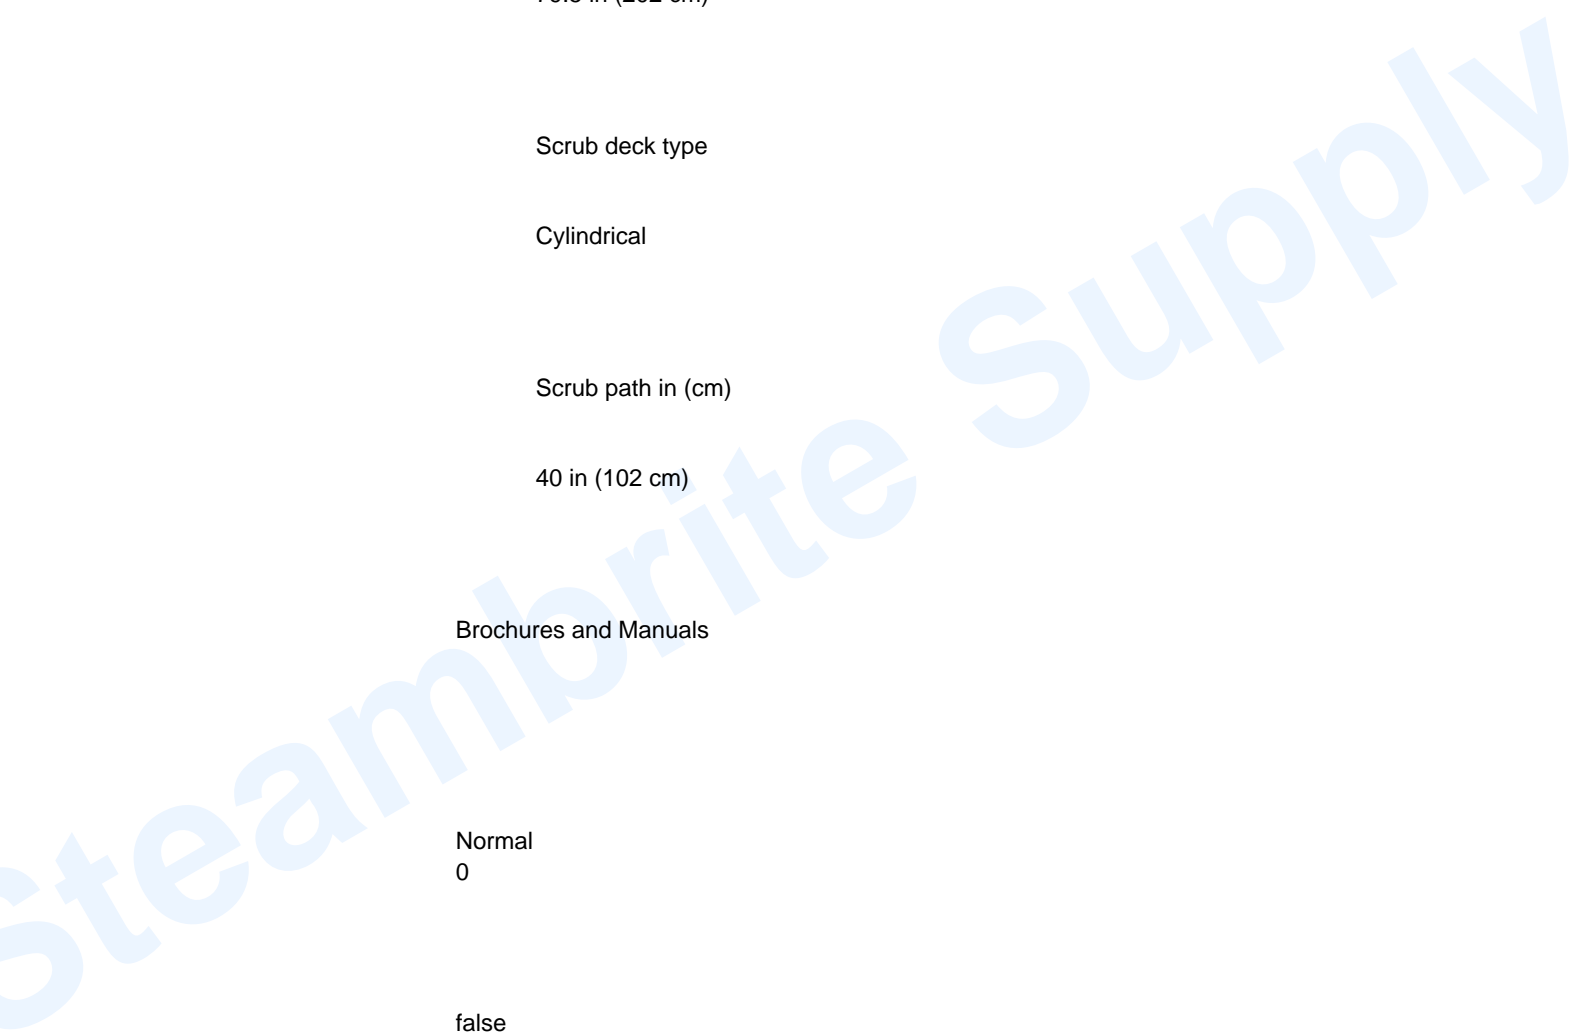 Scrub deck type
Cylindrical
Scrub path in (cm)
40 in (102 cm)
Brochures and Manuals
Normal
0
false
Steambrite Supply